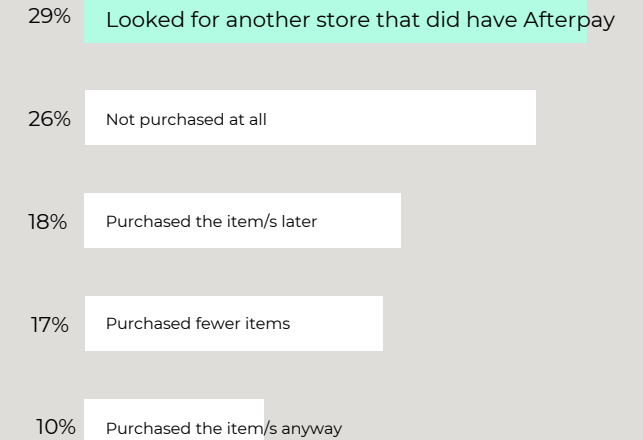 29% Looked for another store that did have Afterpay
26% Not purchased at all
18% Purchased the item/s later
17% Purchased fewer items
10% Purchased the item/s anyway